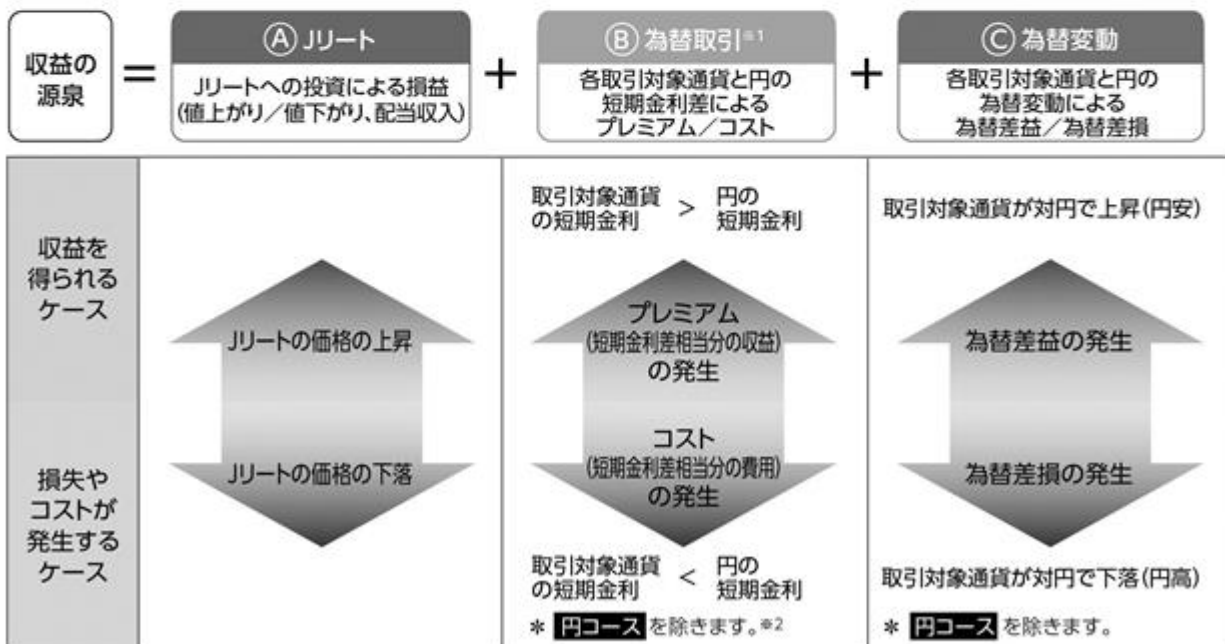 収益の
源泉
=
Ⓐ Jリート
Jリートへの投資による損益
(値上がり/値下がり、配当収入)
+
Ⓑ 為替取引※1
各取引対象通貨と円の
短期金利差による
プレミアム/コスト
+
Ⓒ 為替変動
各取引対象通貨と円の
為替変動による
為替差益/為替差損
収益を
得られる
ケース
Jリートの価格の上昇
取引対象通貨
の短期金利
>
円の
短期金利
プレミアム
(短期金利差相当分の収益)
の発生
取引対象通貨が対円で上昇(円安)
為替差益の発生
損失や
コストが
発生する
ケース
Jリートの価格の下落
コスト
(短期金利差相当分の費用)
の発生
取引対象通貨
の短期金利
<
円の
短期金利
* 円コース を除きます。※2
為替差損の発生
取引対象通貨が対円で下落(円高)
* 円コース を除きます。